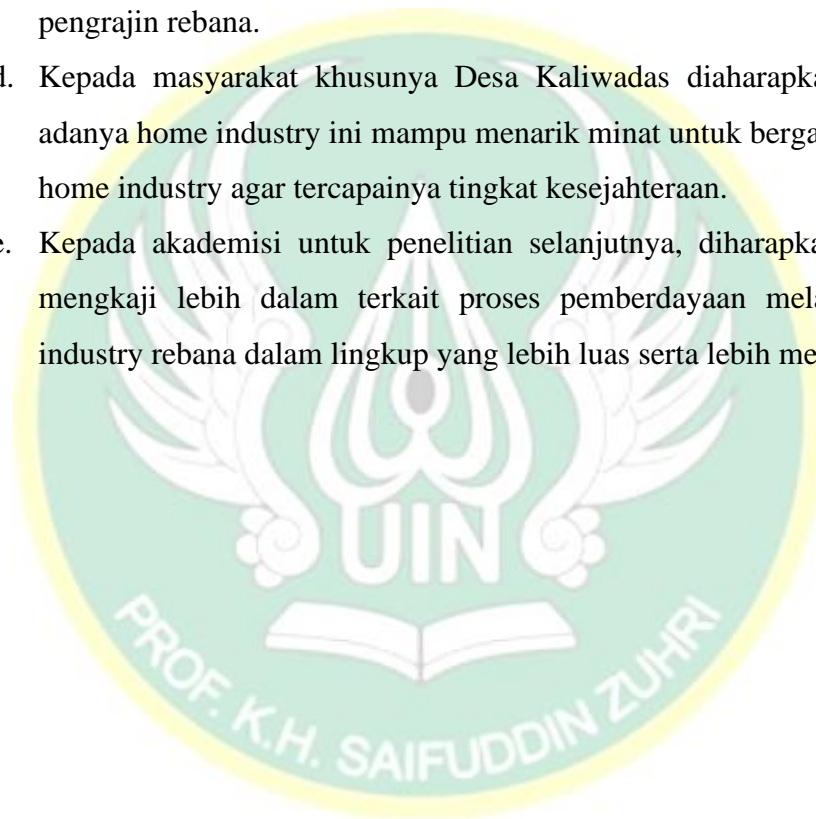 pengrajin rebana.
d. Kepada masyarakat khusunya Desa Kaliwadas diaharapka
adanya home industry ini mampu menarik minat untuk berga
home industry agar tercapainya tingkat kesejahteraan.
e. Kepada akademisi untuk penelitian selanjutnya, diharapka
mengkaji lebih dalam terkait proses pemberdayaan mela
industry rebana dalam lingkup yang lebih luas serta lebih me
UIN
PROF. K.H. SAIFUDDIN ZUHRI